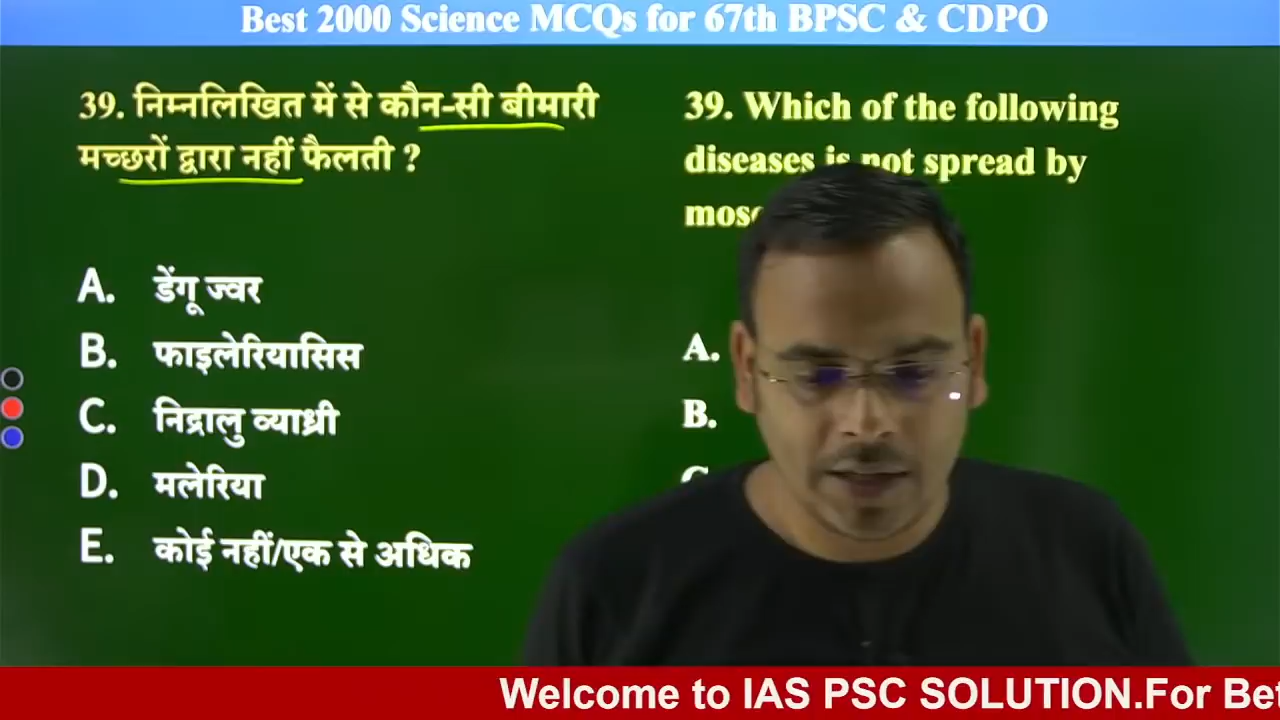 Best 2000 Science MCQs for 67th BPSC & CDPO
39. निम्नलिखित में से कौन-सी बीमारी
मच्छरों द्वारा नहीं फैलती ?
A. डेंगू ज्वर
B. फाइलेरियासिस
C. निद्रालु व्याध्री
D. मलेरिया
E. कोई नहीं/एक से अधिक
39. Which of the following
diseases is not spread by
A.
B.
Welcome to IAS PSC SOLUTION.For